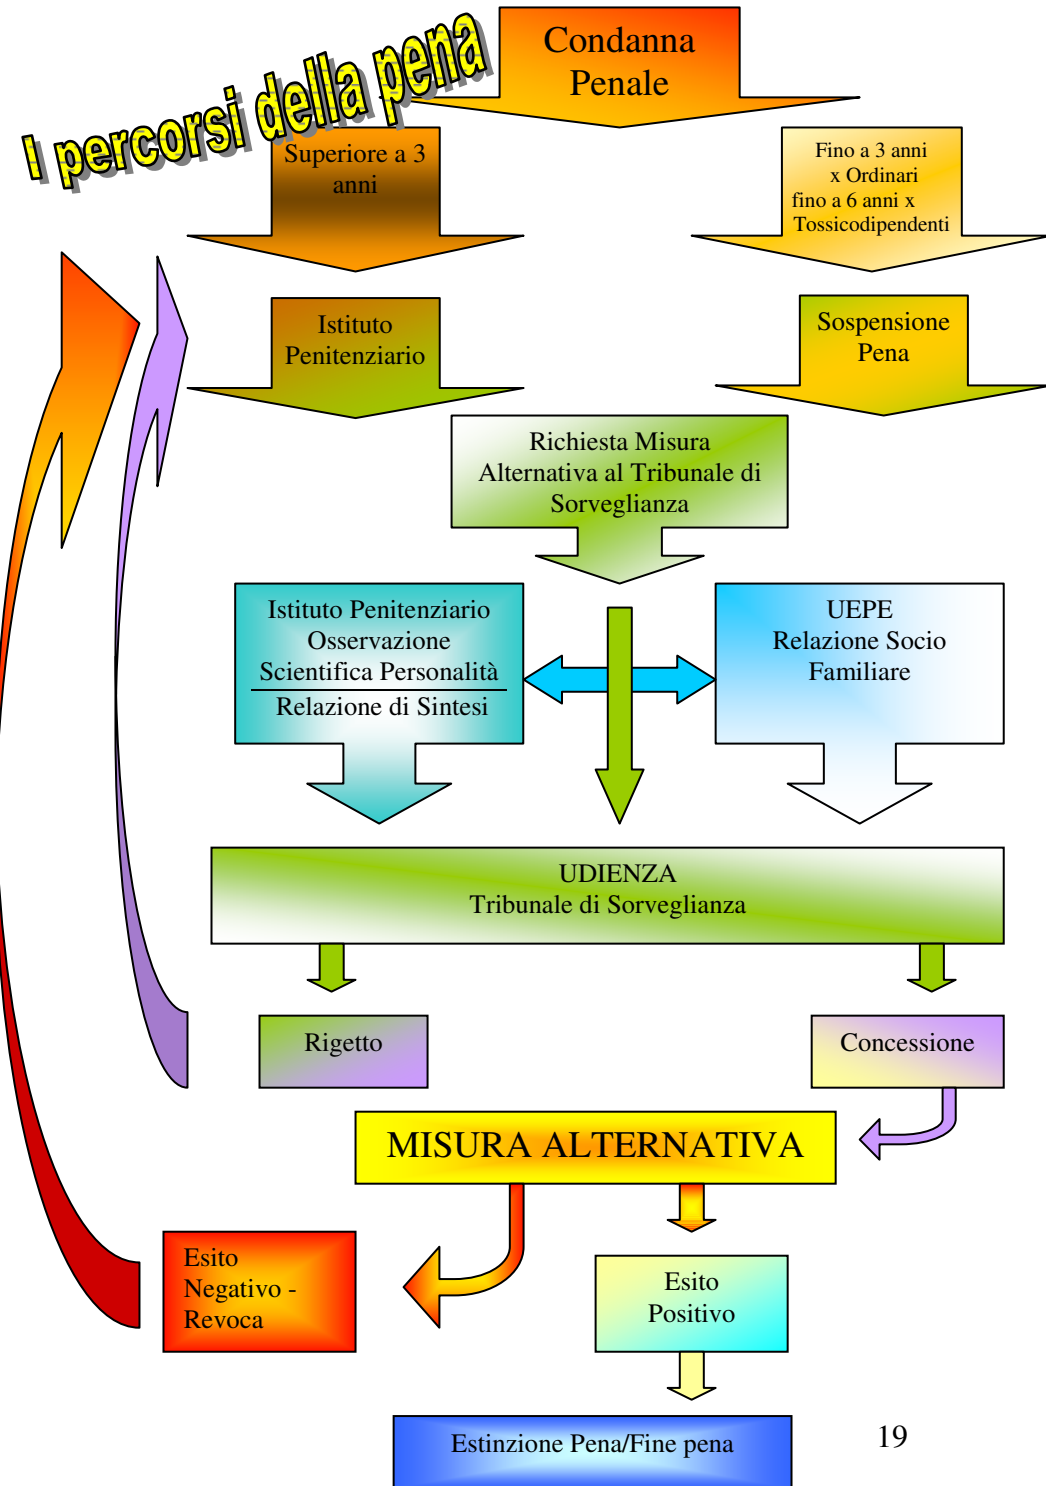 I percorsi della pena
Condanna
Penale
Superiore a 3
anni
Fino a 3 anni
x Ordinari
fino a 6 anni x
Tossicodipendenti
Istituto
Penitenziario
Sospensione
Pena
Richiesta Misura
Alternativa al Tribunale di
Sorveglianza
Istituto Penitenziario
Osservazione
Scientifica Personalità
Relazione di Sintesi
UEPE
Relazione Socio
Familiare
UDIENZA
Tribunale di Sorveglianza
Rigetto
Concessione
MISURA ALTERNATIVA
Esito
Negativo -
Revoca
Esito
Positivo
Estinzione Pena/Fine pena
19